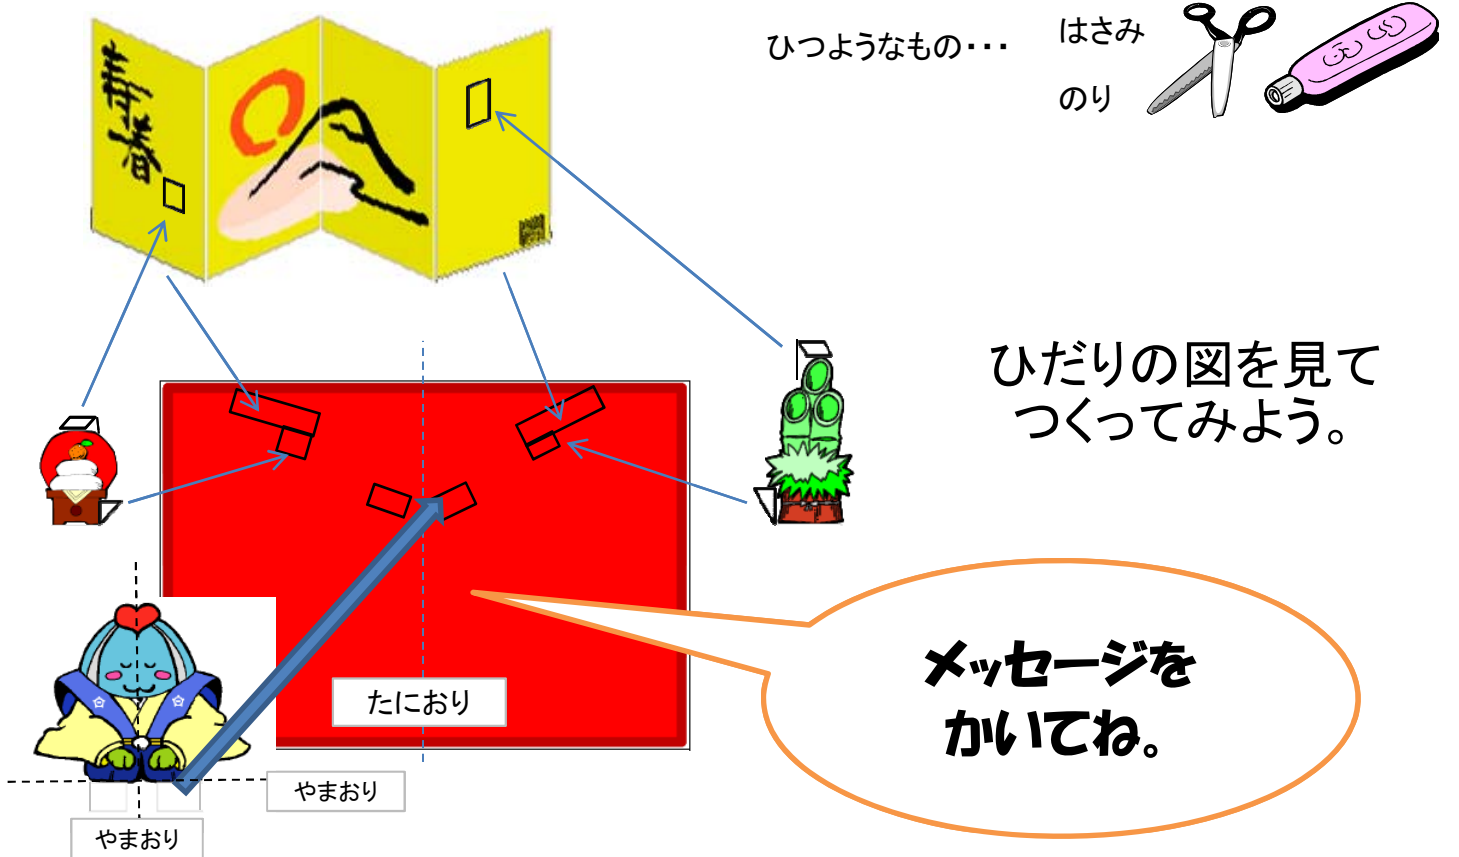 ひつようなもの・・・
はさみ
のり
寿春
ひだりの図を見て
つくってみよう。
メッセージを
かいてね。
たにおり
やまおり
やまおり